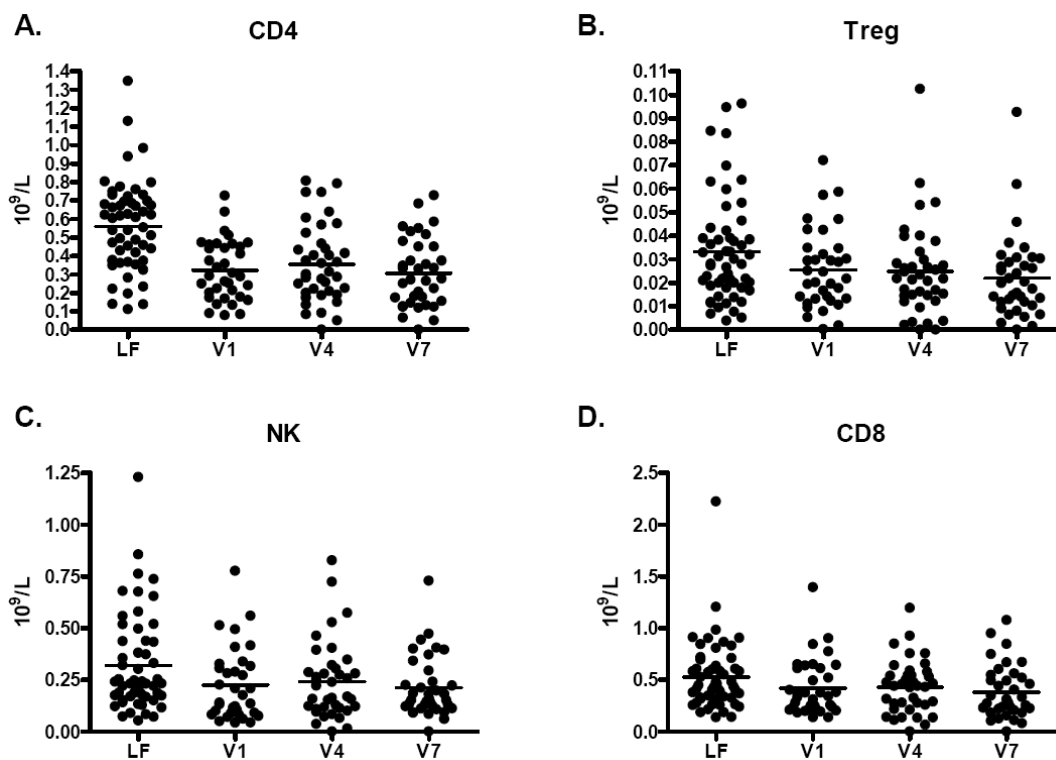 A.
CD4
10⁹/L
1.4
1.3
1.2
1.1
1.0
0.9
0.8
0.7
0.6
0.5
0.4
0.3
0.2
0.1
0.0
LF V1 V4 V7
B.
Treg
10⁹/L
0.11
0.10
0.09
0.08
0.07
0.06
0.05
0.04
0.03
0.02
0.01
0.00
LF V1 V4 V7
C.
NK
10⁹/L
1.25
1.00
0.75
0.50
0.25
0.00
LF V1 V4 V7
D.
CD8
10⁹/L
2.5
2.0
1.5
1.0
0.5
0.0
LF V1 V4 V7